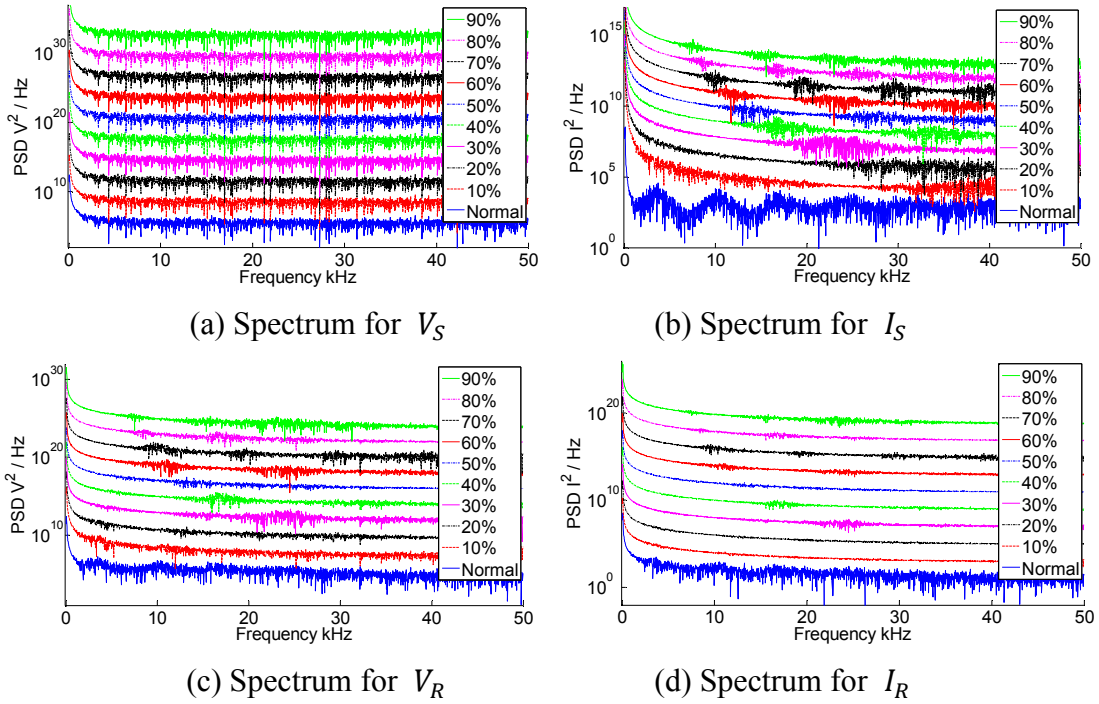 90%
80%
70%
60%
50%
40%
30%
20%
10%
Normal
PSD V² / Hz
10³⁰
10²⁰
10¹⁰
0 10 20 30 40 50
Frequency kHz
(a) Spectrum for V_S
90%
80%
70%
60%
50%
40%
30%
20%
10%
Normal
PSD I² / Hz
10¹⁵
10¹⁰
10⁵
10⁰
0 10 20 30 40 50
Frequency kHz
(b) Spectrum for I_S
90%
80%
70%
60%
50%
40%
30%
20%
10%
Normal
PSD V² / Hz
10³⁰
10²⁰
10¹⁰
0 10 20 30 40 50
Frequency kHz
(c) Spectrum for V_R
90%
80%
70%
60%
50%
40%
30%
20%
10%
Normal
PSD I² / Hz
10²⁰
10¹⁰
10⁰
0 10 20 30 40 50
Frequency kHz
(d) Spectrum for I_R